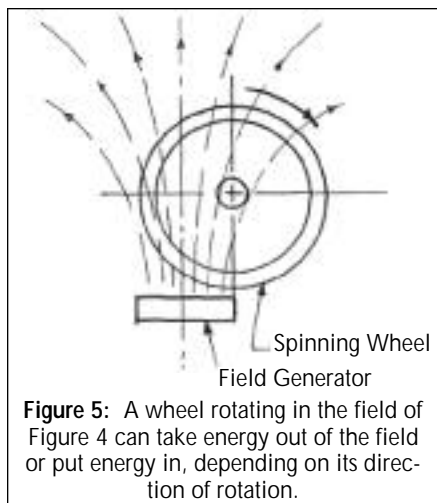 Spinning Wheel
Field Generator
Figure 5: A wheel rotating in the field of
Figure 4 can take energy out of the field
or put energy in, depending on its direc-
tion of rotation.